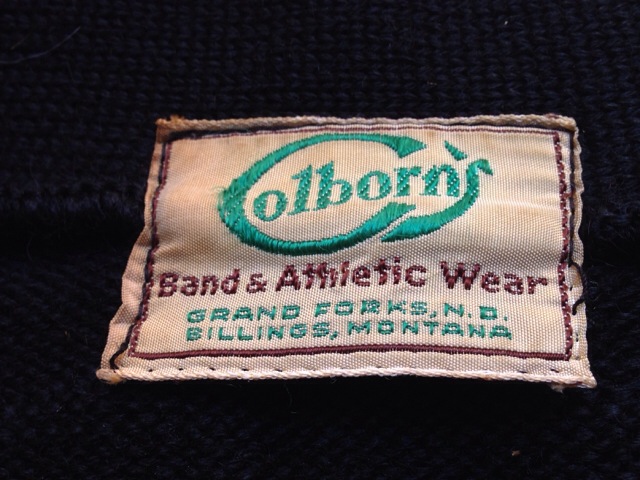 Colborn's
Band & Athletic Wear
GRAND FORKS, N.D.
BILLINGS, MONTANA